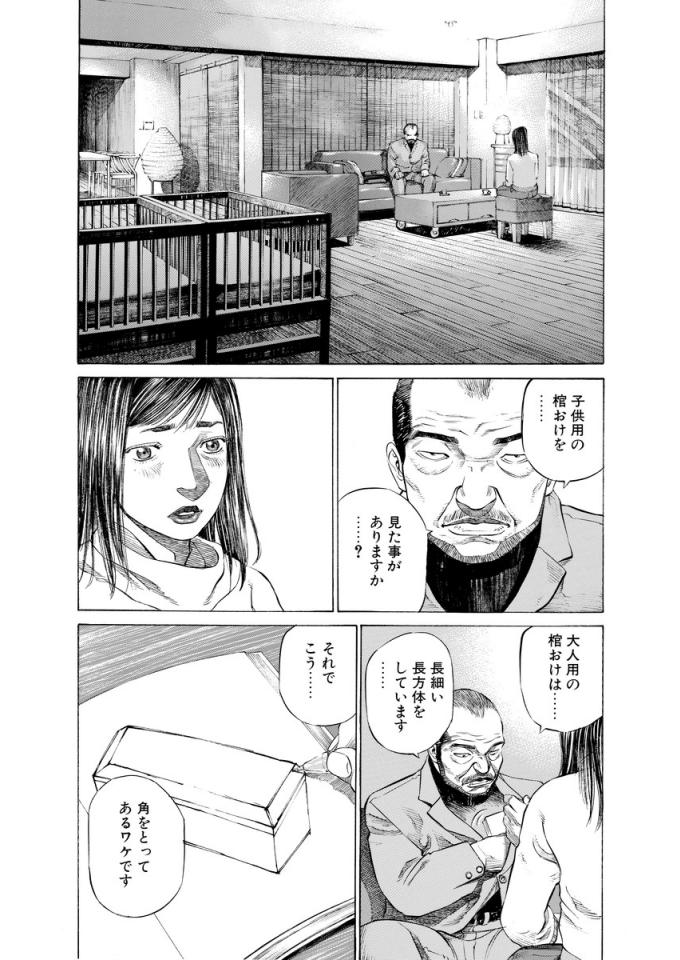 子供用の
棺おけを
……
見た事が
ありますか
……？
大人用の
棺おけは…
長細い
長方体を
しています
……
それで
こう……
角をとって
あるワケです